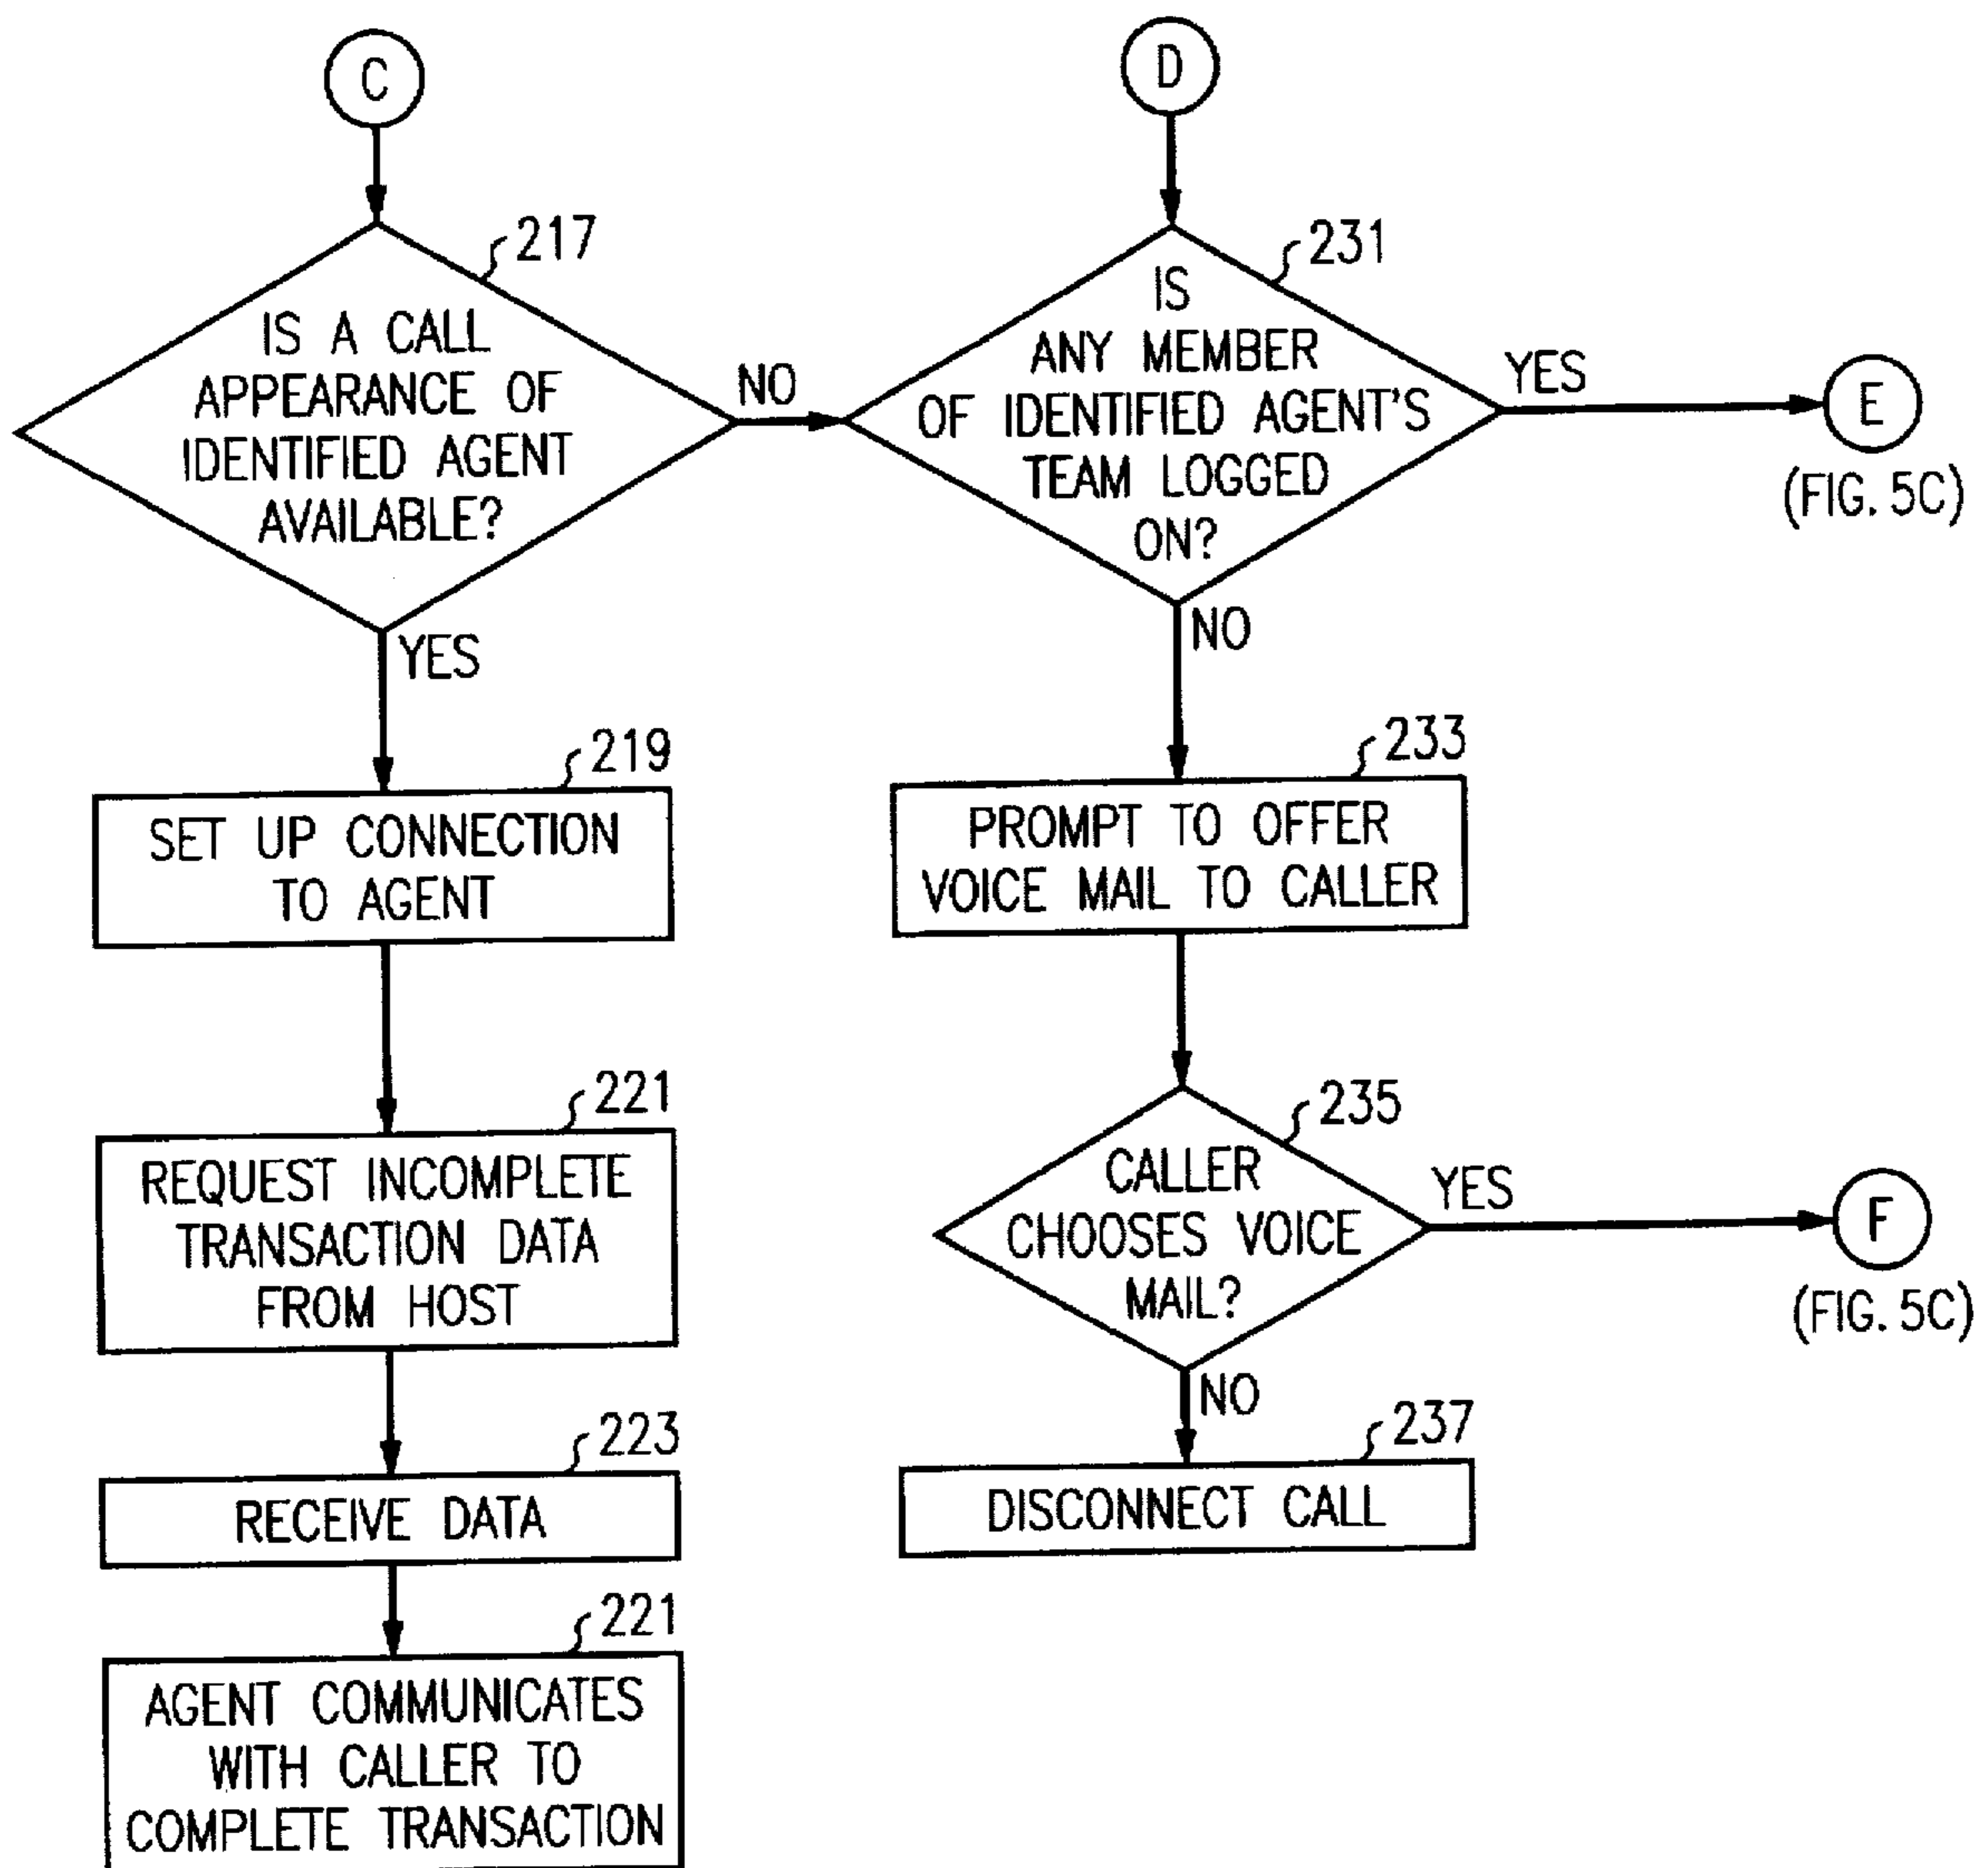 C
217
IS A CALL
APPEARANCE OF
IDENTIFIED AGENT
AVAILABLE?
NO
YES
219
SET UP CONNECTION
TO AGENT
221
REQUEST INCOMPLETE
TRANSACTION DATA
FROM HOST
223
RECEIVE DATA
221
AGENT COMMUNICATES
WITH CALLER TO
COMPLETE TRANSACTION
D
231
IS
ANY MEMBER
OF IDENTIFIED AGENT'S
TEAM LOGGED
ON?
YES
E
(FIG. 5C)
NO
233
PROMPT TO OFFER
VOICE MAIL TO CALLER
235
CALLER
CHOOSES VOICE
MAIL?
YES
F
(FIG. 5C)
NO
237
DISCONNECT CALL